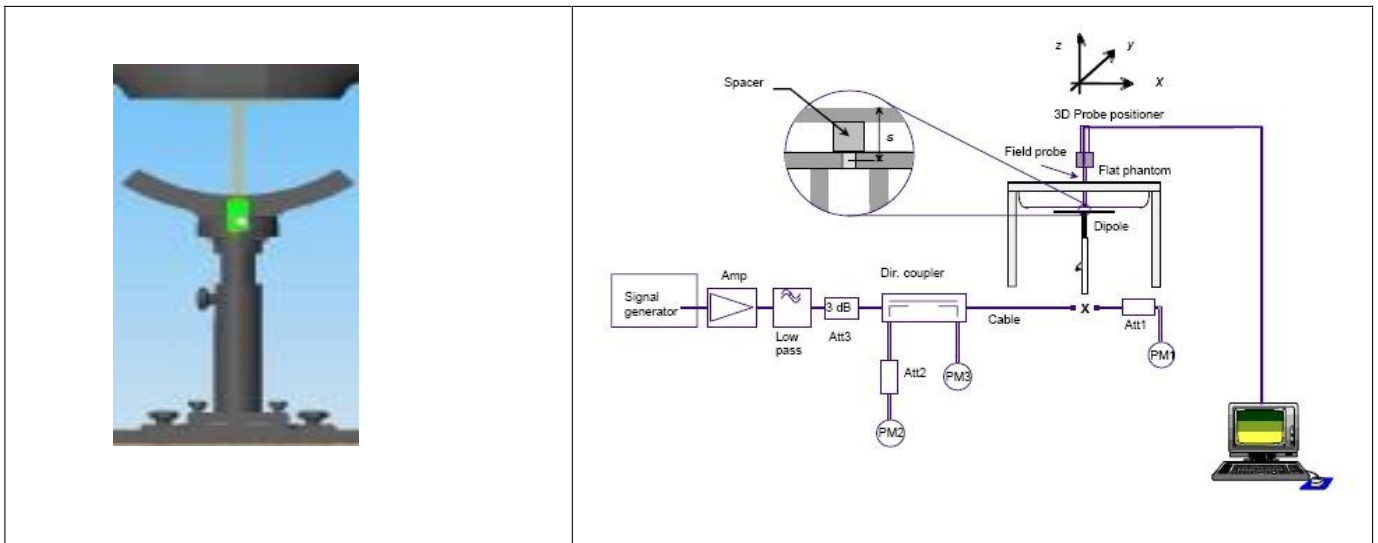 z
y
X
Spacer
s
3D Probe positioner
Field probe
Flat phantom
Dipole
Signal
generator
Amp
Low
pass
3 dB
Att3
Dir. coupler
Cable
x
Att1
PM1
Att2
PM3
PM2